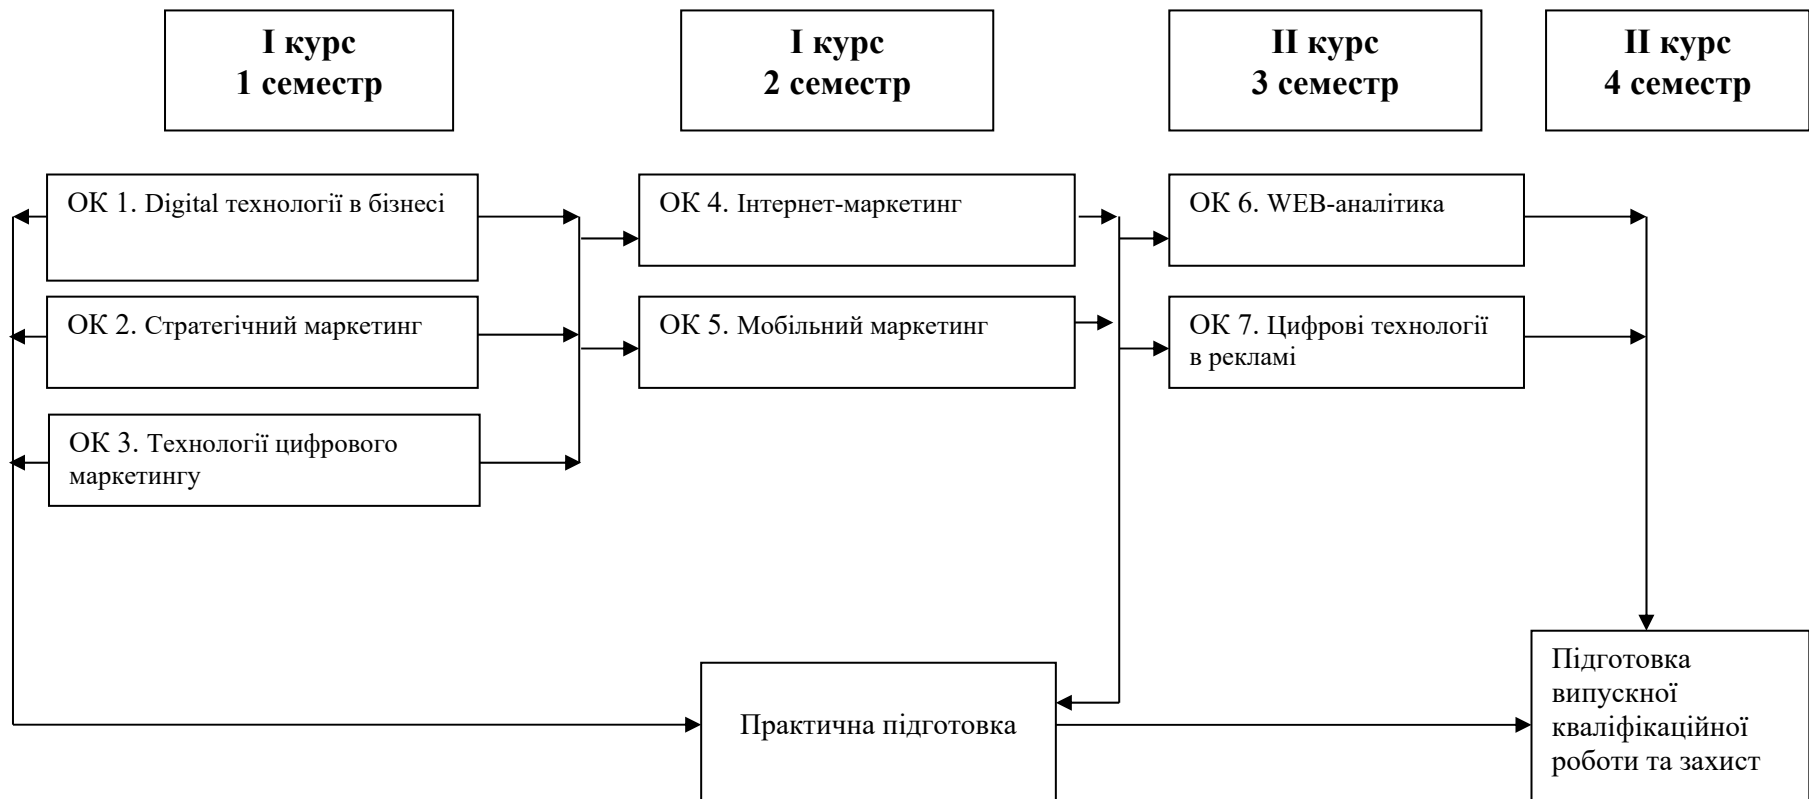 І курс
1 семестр
І курс
2 семестр
ІІ курс
3 семестр
ІІ курс
4 семестр
ОК 1. Digital технології в бізнесі
ОК 4. Інтернет-маркетинг
ОК 6. WEB-аналітика
ОК 2. Стратегічний маркетинг
ОК 5. Мобільний маркетинг
ОК 7. Цифрові технології
в рекламі
ОК 3. Технології цифрового
маркетингу
Практична підготовка
Підготовка
випускної
кваліфікаційної
роботи та захист